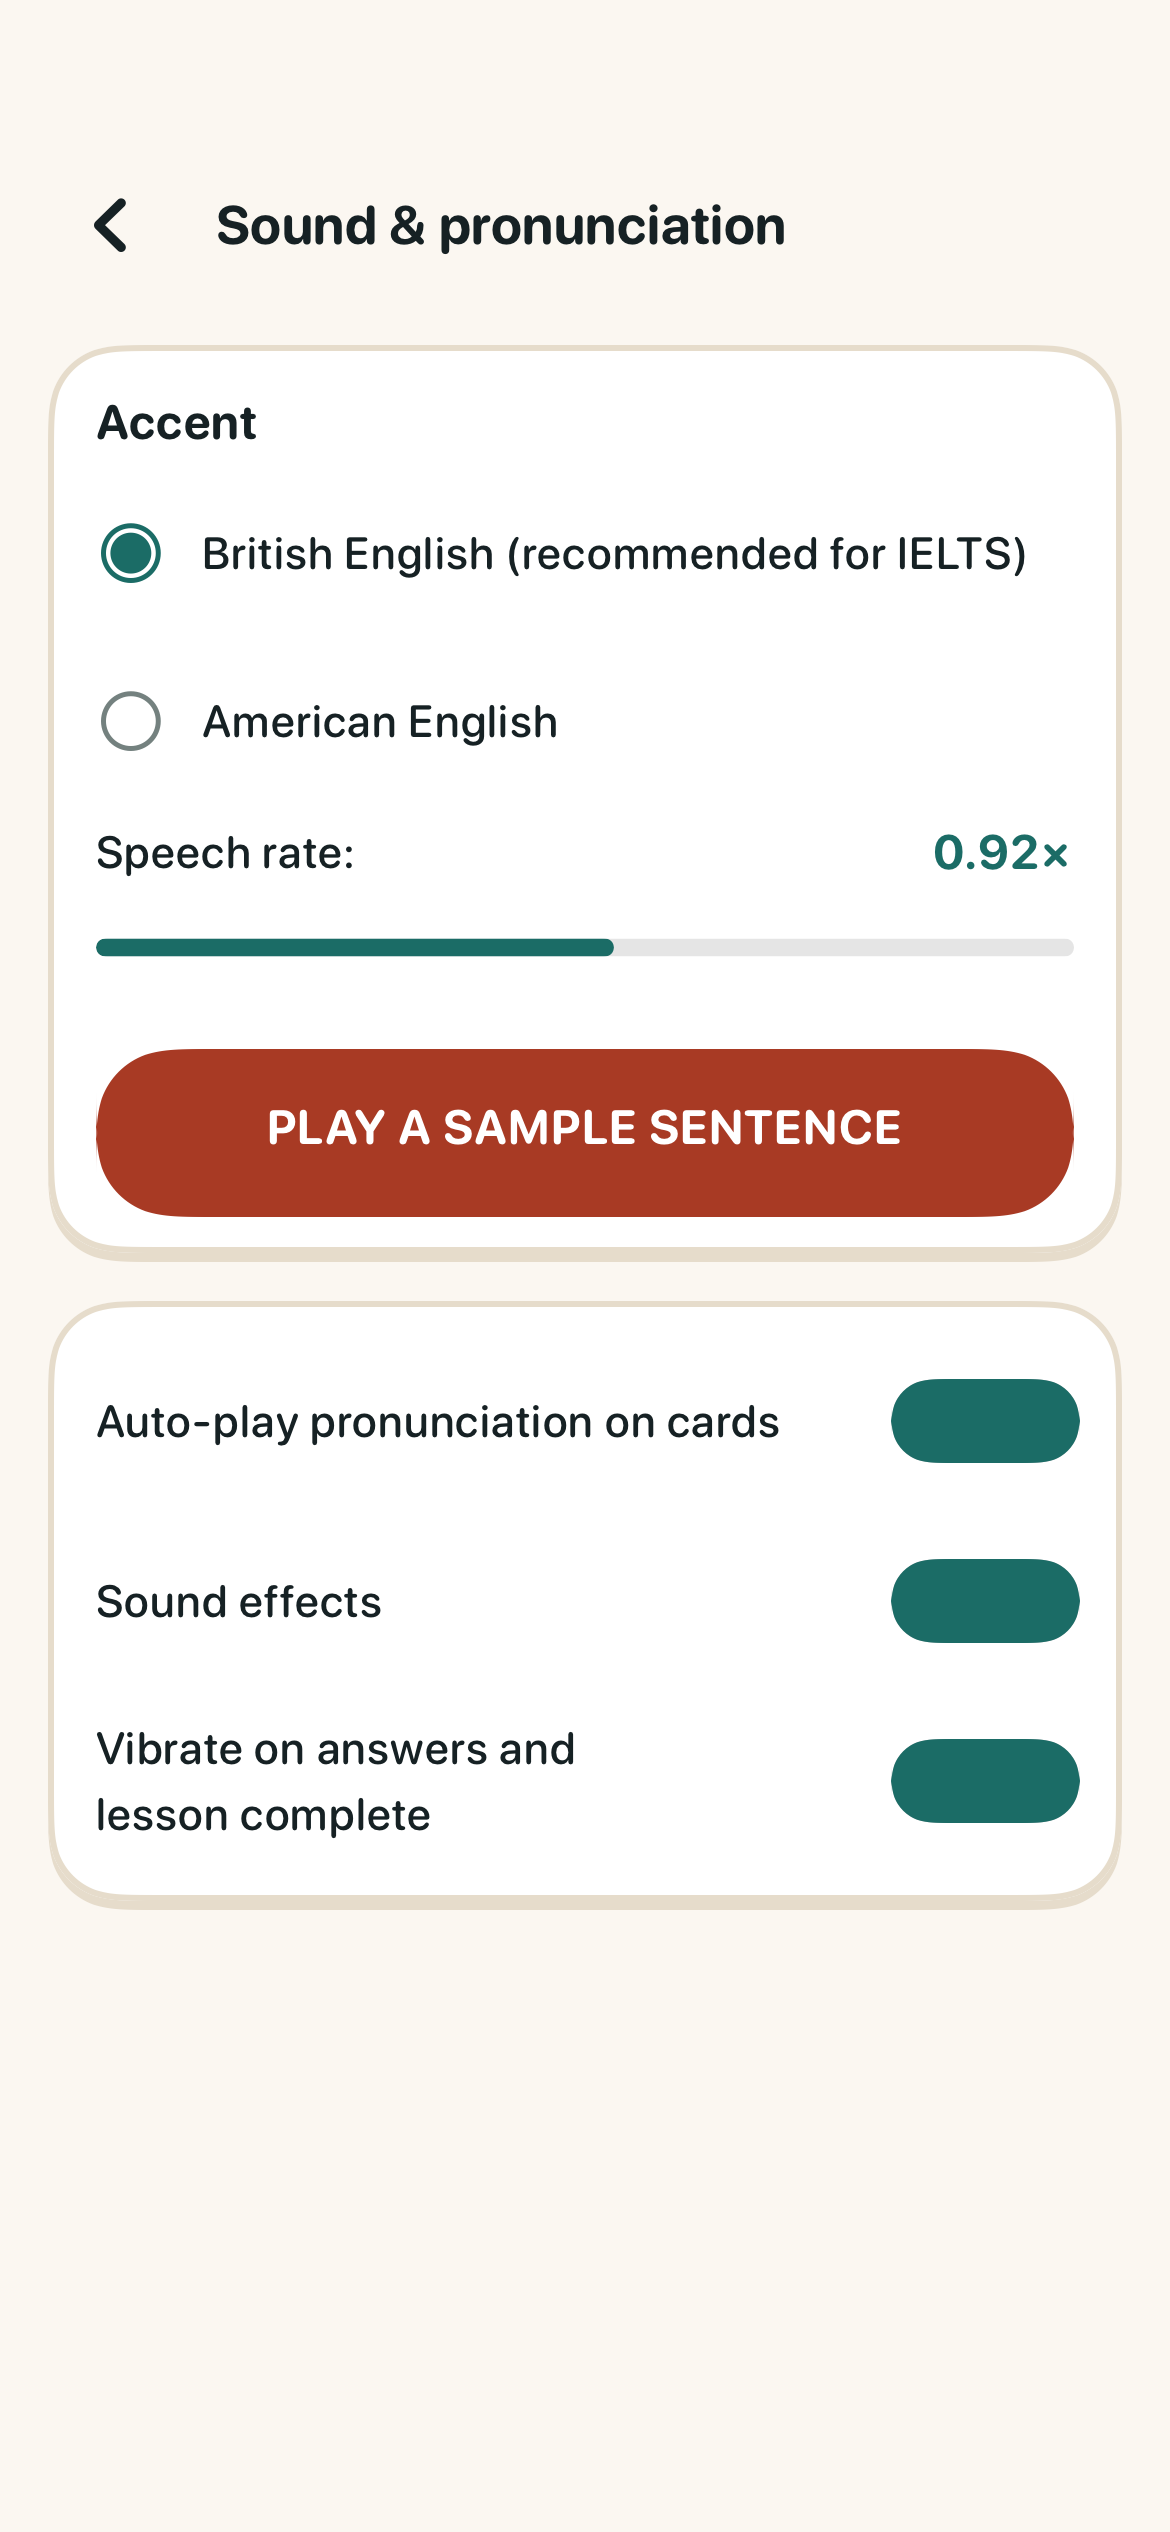 Sound & pronunciation
Accent
British English (recommended for IELTS)
American English
Speech rate: 0.92×
PLAY A SAMPLE SENTENCE
Auto-play pronunciation on cards
Sound effects
Vibrate on answers and
lesson complete